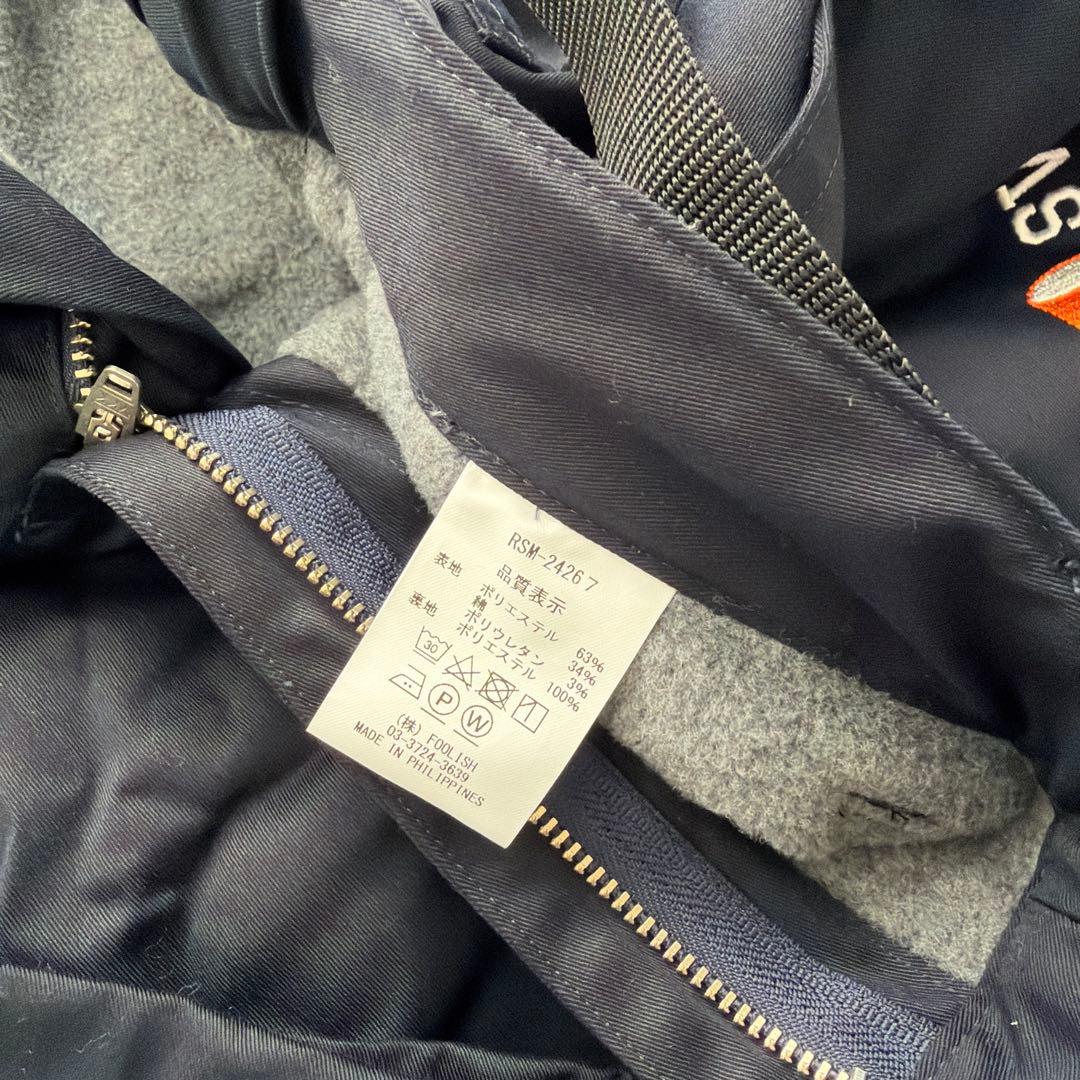 RSM-24267
品質表示
表地 ポリエステル 63%
綿 34%
ポリウレタン 3%
裏地 ポリエステル 100%
30
P W
(株) FOOLISH
03-3724-3639
MADE IN PHILIPPINES